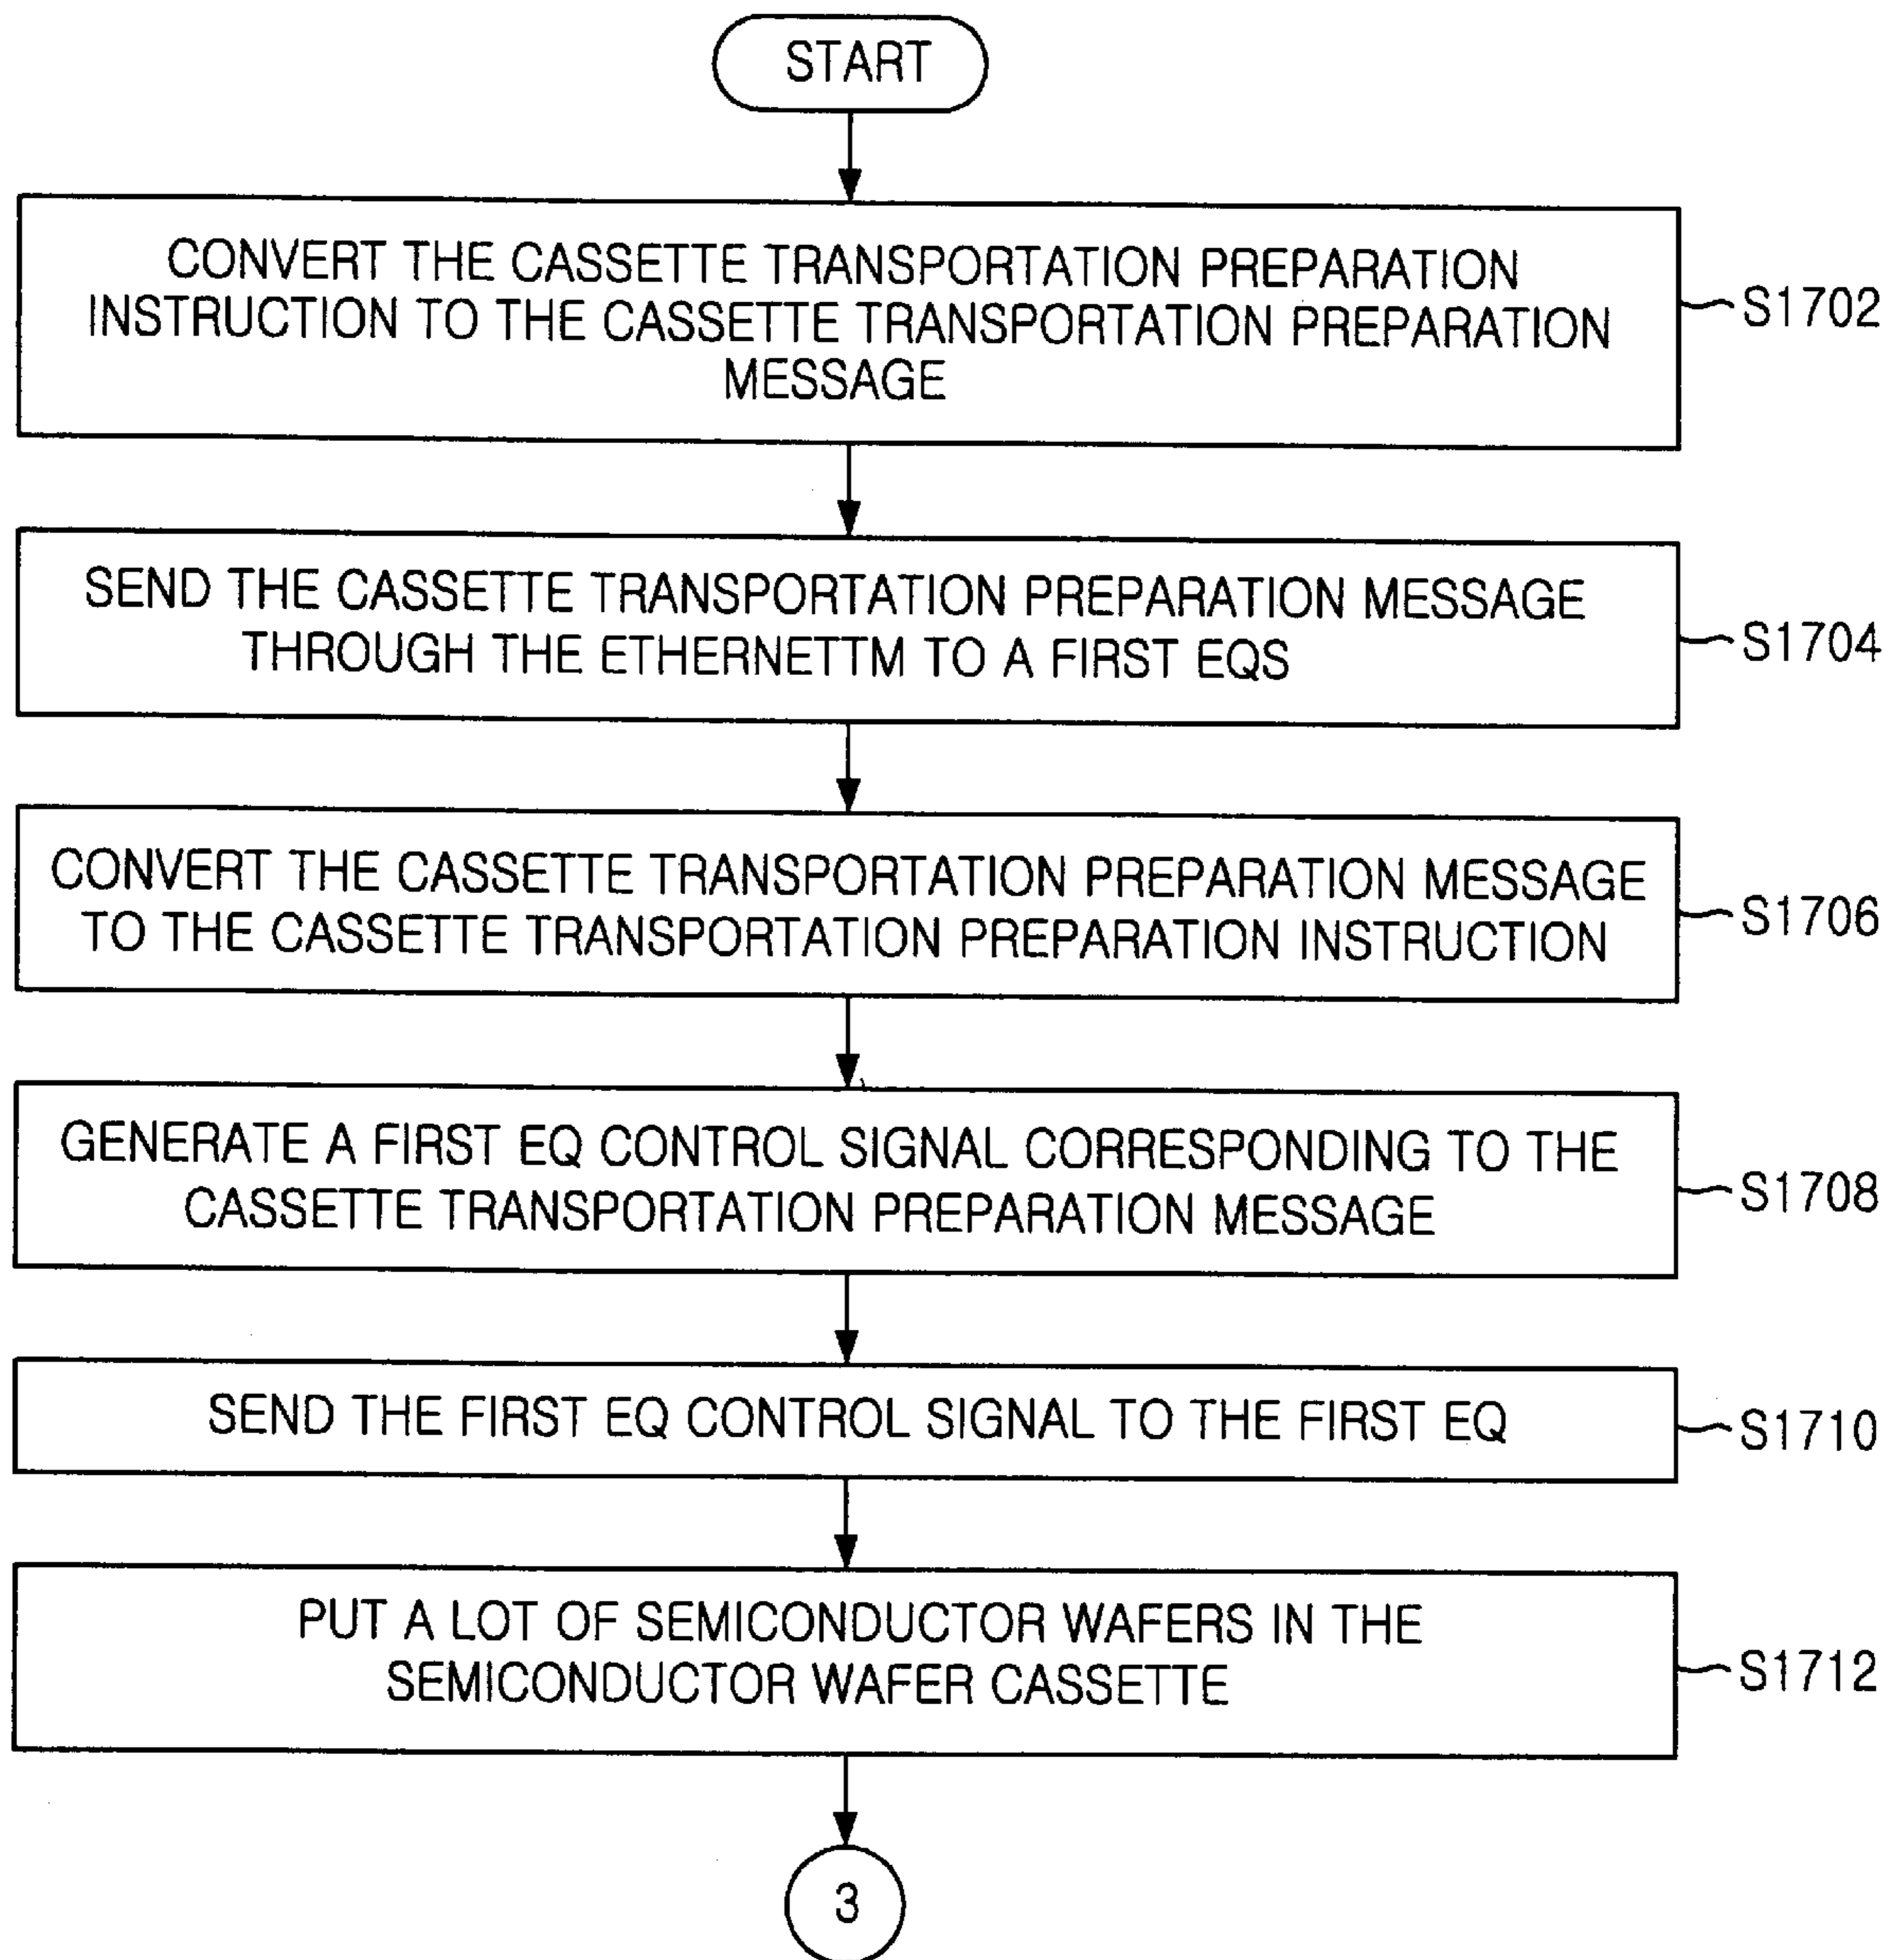 START
CONVERT THE CASSETTE TRANSPORTATION PREPARATION
INSTRUCTION TO THE CASSETTE TRANSPORTATION PREPARATION
MESSAGE
S1702
SEND THE CASSETTE TRANSPORTATION PREPARATION MESSAGE
THROUGH THE ETHERNETTM TO A FIRST EQS
S1704
CONVERT THE CASSETTE TRANSPORTATION PREPARATION MESSAGE
TO THE CASSETTE TRANSPORTATION PREPARATION INSTRUCTION
S1706
GENERATE A FIRST EQ CONTROL SIGNAL CORRESPONDING TO THE
CASSETTE TRANSPORTATION PREPARATION MESSAGE
S1708
SEND THE FIRST EQ CONTROL SIGNAL TO THE FIRST EQ
S1710
PUT A LOT OF SEMICONDUCTOR WAFERS IN THE
SEMICONDUCTOR WAFER CASSETTE
S1712
3